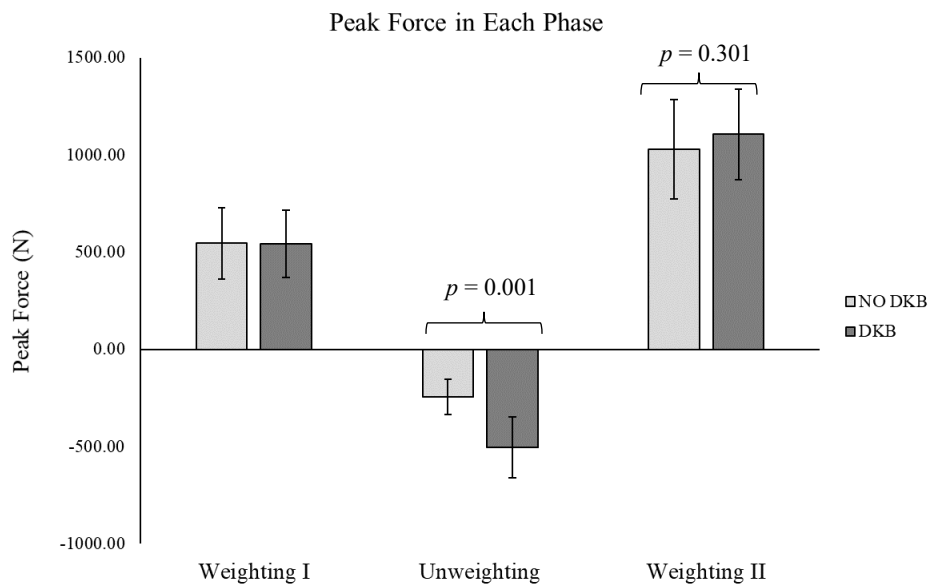 Peak Force in Each Phase
1500.00
1000.00
500.00
0.00
-500.00
-1000.00
Peak Force (N)
p = 0.301
p = 0.001
NO DKB
DKB
Weighting I
Unweighting
Weighting II